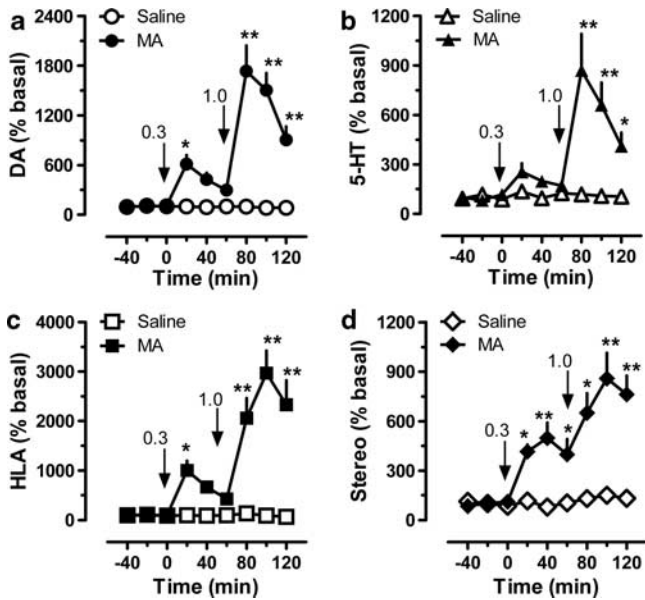 a
Saline
MA
DA (% basal)
1800
1400
1000
600
200
0.3
1.0
*
**
**
**
-40 0 40 80 120
Time (min)
b
Saline
MA
5-HT (% basal)
1200
900
600
300
0
0.3
1.0
**
**
*
-40 0 40 80 120
Time (min)
c
Saline
MA
HLA (% basal)
4000
3000
2000
1000
0
0.3
1.0
*
**
**
**
-40 0 40 80 120
Time (min)
d
Saline
MA
Stereo (% basal)
1200
900
600
300
0
0.3
1.0
*
**
*
*
**
**
-40 0 40 80 120
Time (min)